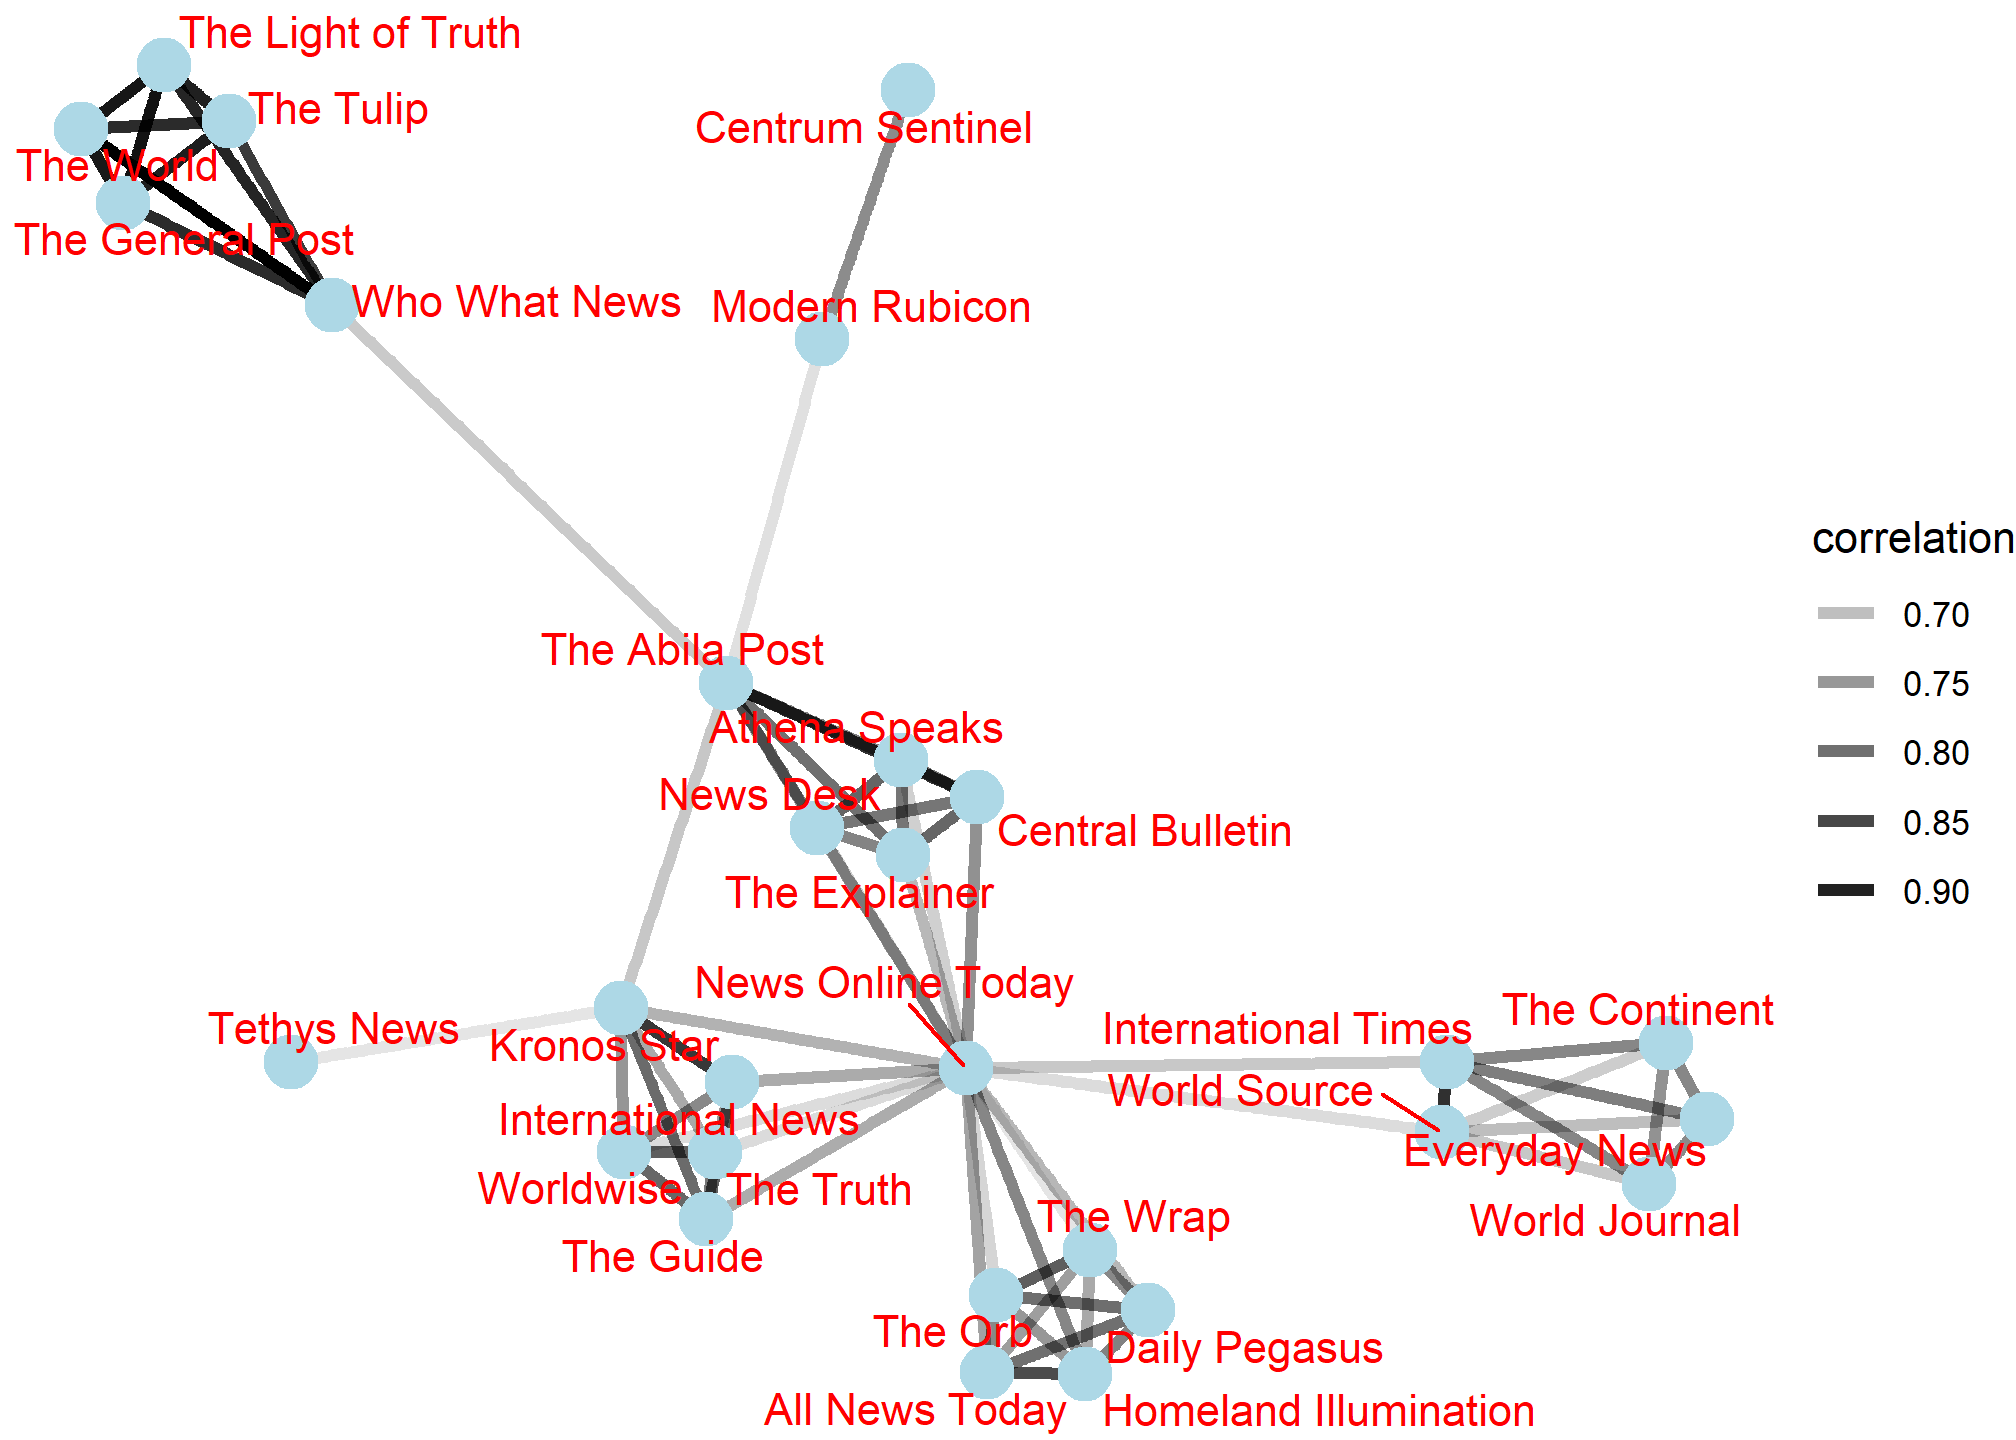 The Light of Truth
The Tulip
Centrum Sentinel
The World
The General Post
Who What News
Modern Rubicon
correlation
0.70
0.75
0.80
0.85
0.90
The Abila Post
Athena Speaks
News Desk
Central Bulletin
The Explainer
News Online Today
Tethys News
Kronos Star
International Times
The Continent
World Source
International News
Everyday News
Worldwise
The Truth
World Journal
The Wrap
The Guide
The Orb
Daily Pegasus
All News Today
Homeland Illumination